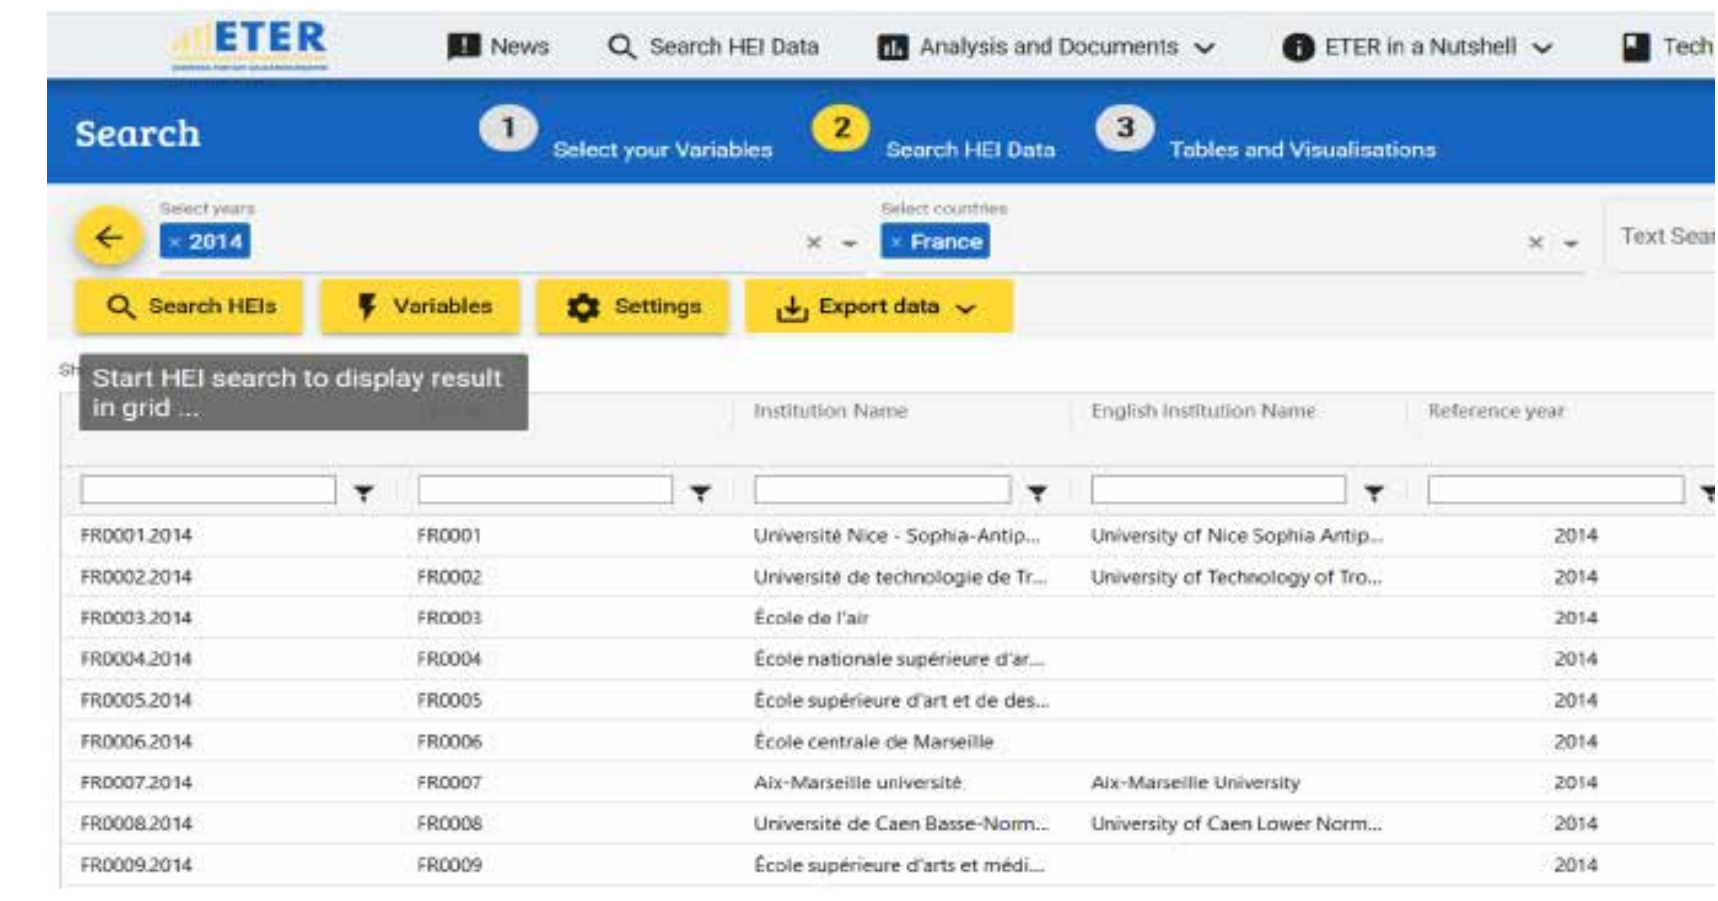 ETER
News
Search HEI Data
Analysis and Documents
ETER in a Nutshell
Tech
Search
1 Select your Variables
2 Search HEI Data
3 Tables and Visualisations
Select years
× 2014
Select countries
× France
Text Sear
Search HEIs
Variables
Settings
Export data
Start HEI search to display result
in grid ...
Institution Name English Institution Name Reference year
FR0001.2014 FR0001 Université Nice - Sophia-Antip... University of Nice Sophia Antip... 2014
FR0002.2014 FR0002 Université de technologie de Tr... University of Technology of Tro... 2014
FR0003.2014 FR0003 École de l'air 2014
FR0004.2014 FR0004 École nationale supérieure d'ar... 2014
FR0005.2014 FR0005 École supérieure d'art et de des... 2014
FR0006.2014 FR0006 École centrale de Marseille 2014
FR0007.2014 FR0007 Aix-Marseille université Aix-Marseille University 2014
FR0008.2014 FR0008 Université de Caen Basse-Norm... University of Caen Lower Norm... 2014
FR0009.2014 FR0009 École supérieure d'arts et médi... 2014